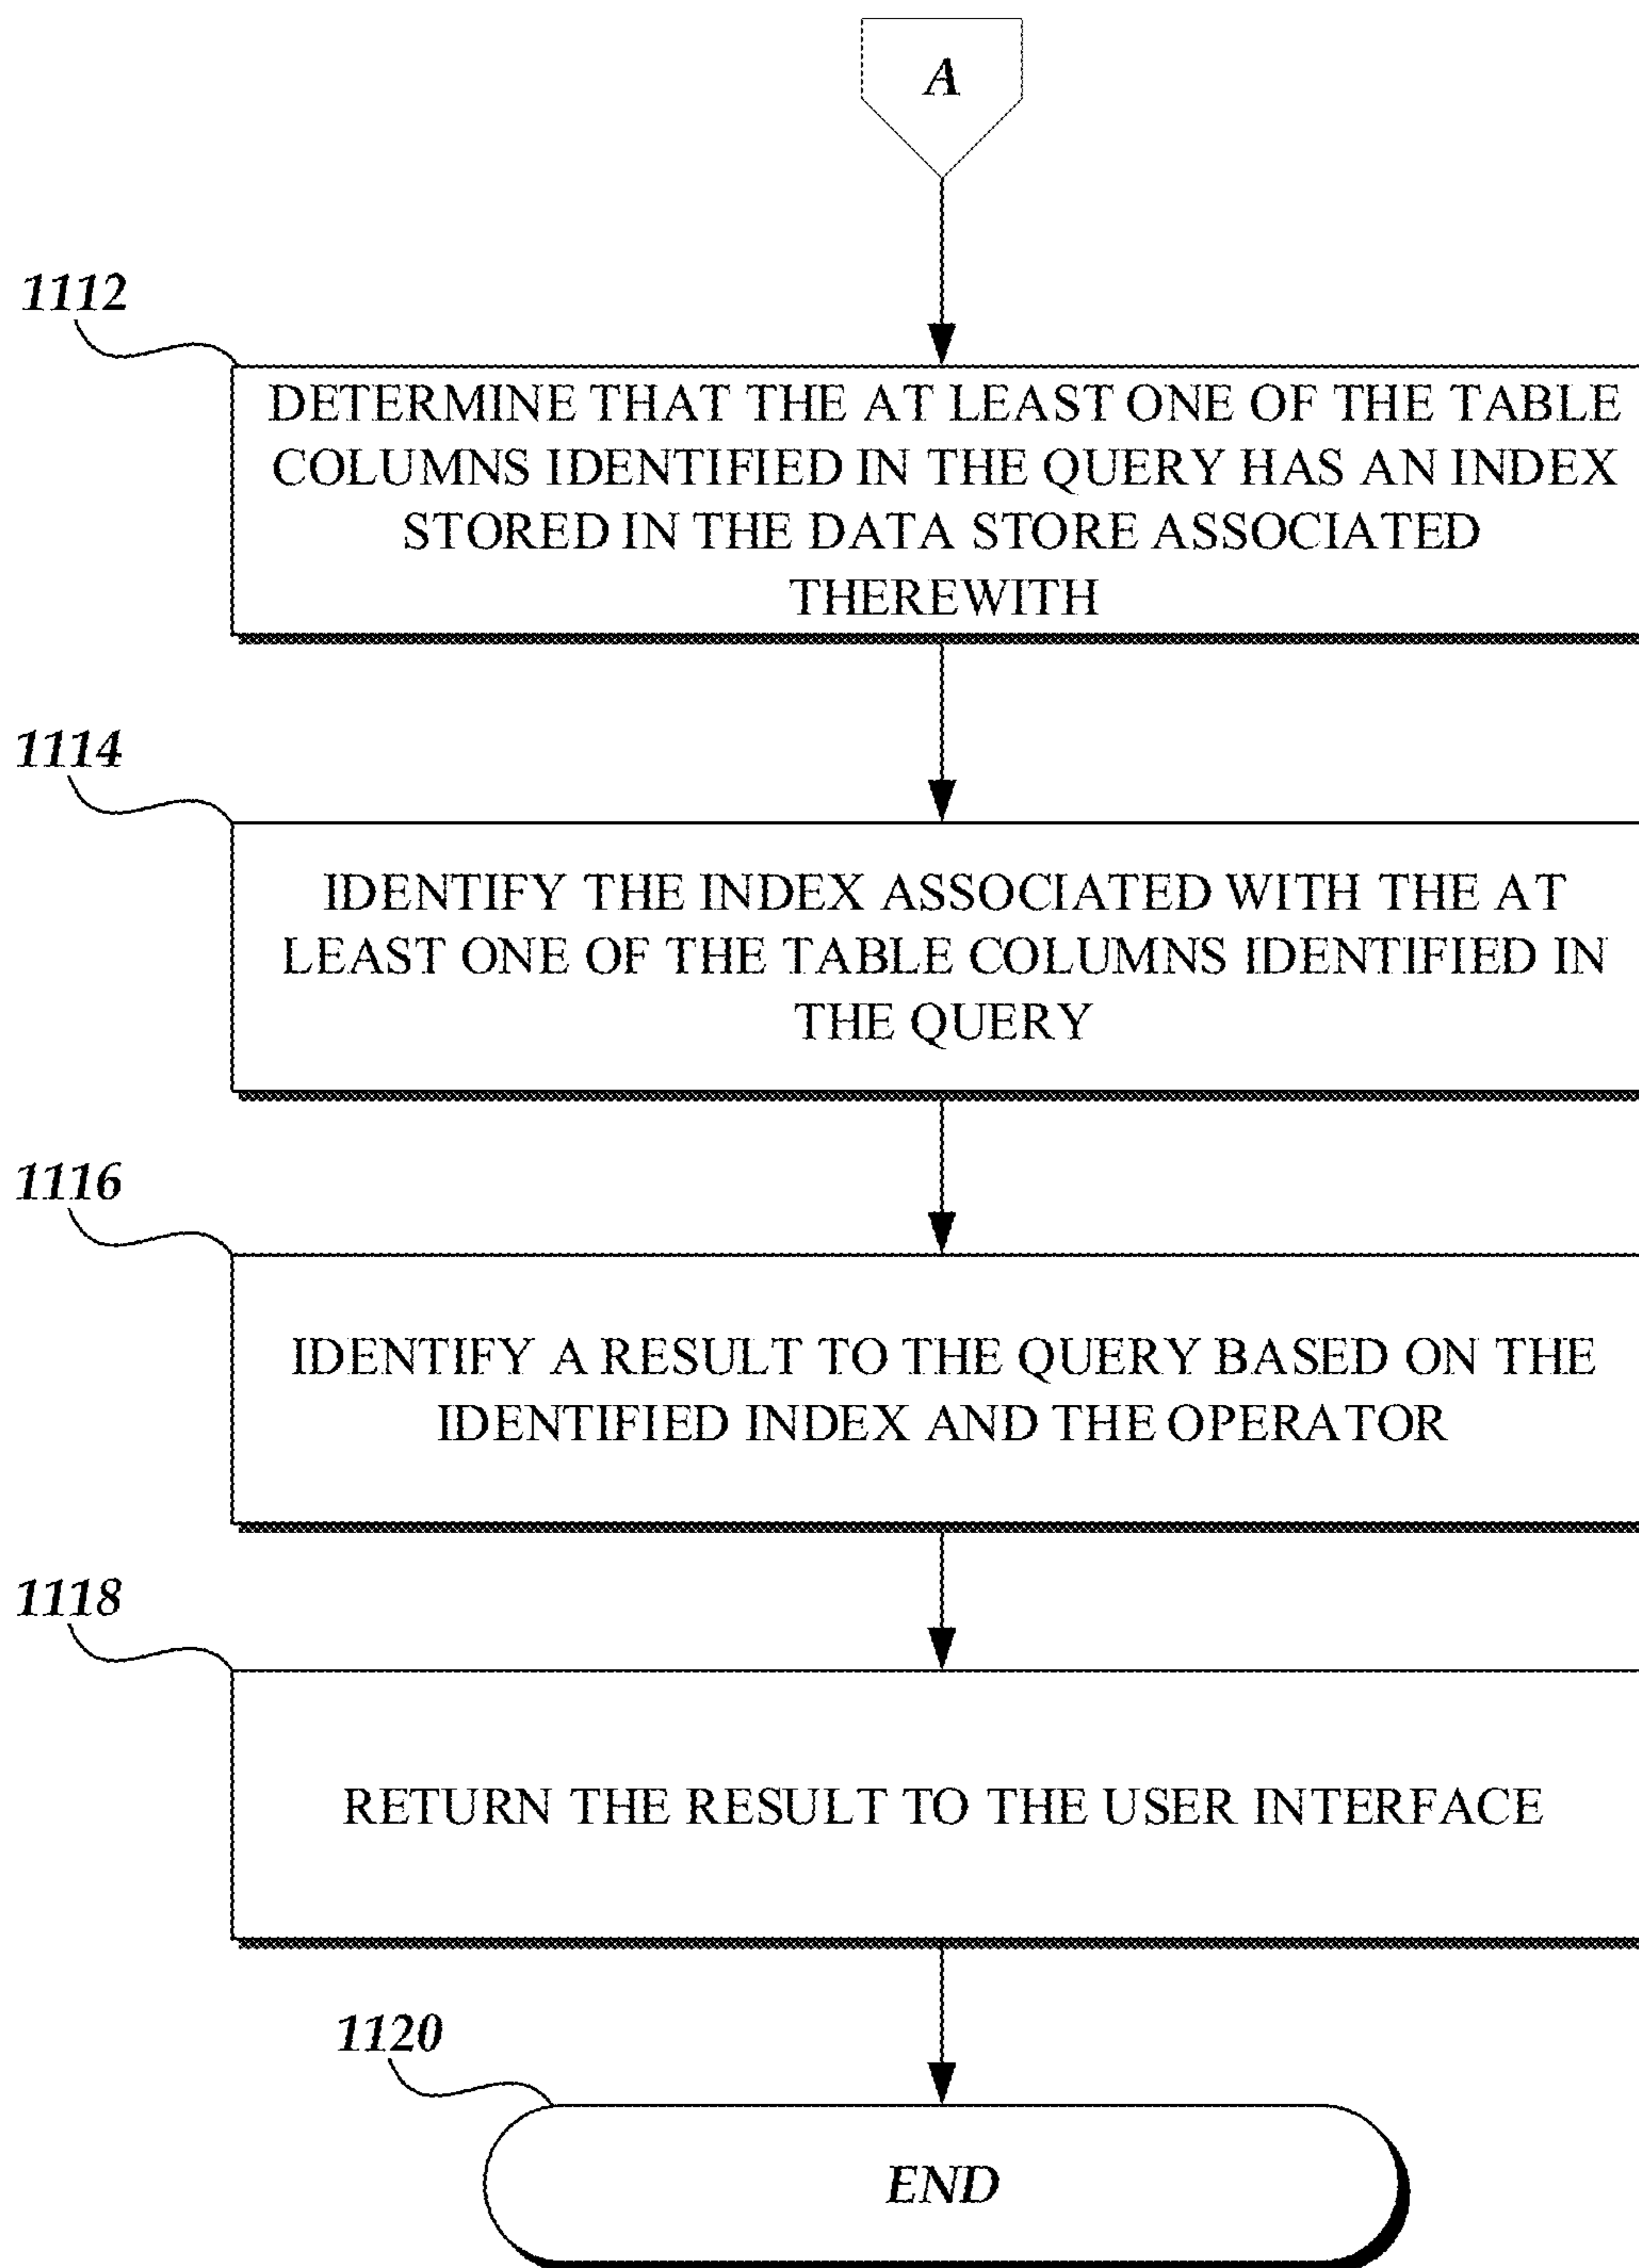 A
1112
DETERMINE THAT THE AT LEAST ONE OF THE TABLE
COLUMNS IDENTIFIED IN THE QUERY HAS AN INDEX
STORED IN THE DATA STORE ASSOCIATED
THEREWITH
1114
IDENTIFY THE INDEX ASSOCIATED WITH THE AT
LEAST ONE OF THE TABLE COLUMNS IDENTIFIED IN
THE QUERY
1116
IDENTIFY A RESULT TO THE QUERY BASED ON THE
IDENTIFIED INDEX AND THE OPERATOR
1118
RETURN THE RESULT TO THE USER INTERFACE
1120
END